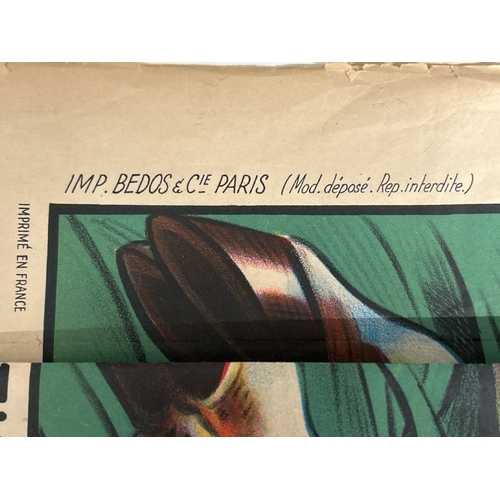 IMP. BEDOS & CIE PARIS (Mod. déposé. Rep. interdite.)
IMPRIMÉ EN FRANCE